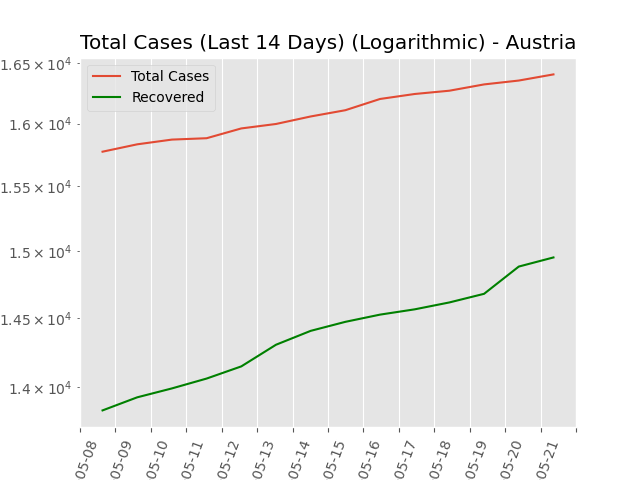 Total Cases (Last 14 Days) (Logarithmic) - Austria
Total Cases
Recovered
1.65 × 10⁴
1.6 × 10⁴
1.55 × 10⁴
1.5 × 10⁴
1.45 × 10⁴
1.4 × 10⁴
05-08
05-09
05-10
05-11
05-12
05-13
05-14
05-15
05-16
05-17
05-18
05-19
05-20
05-21